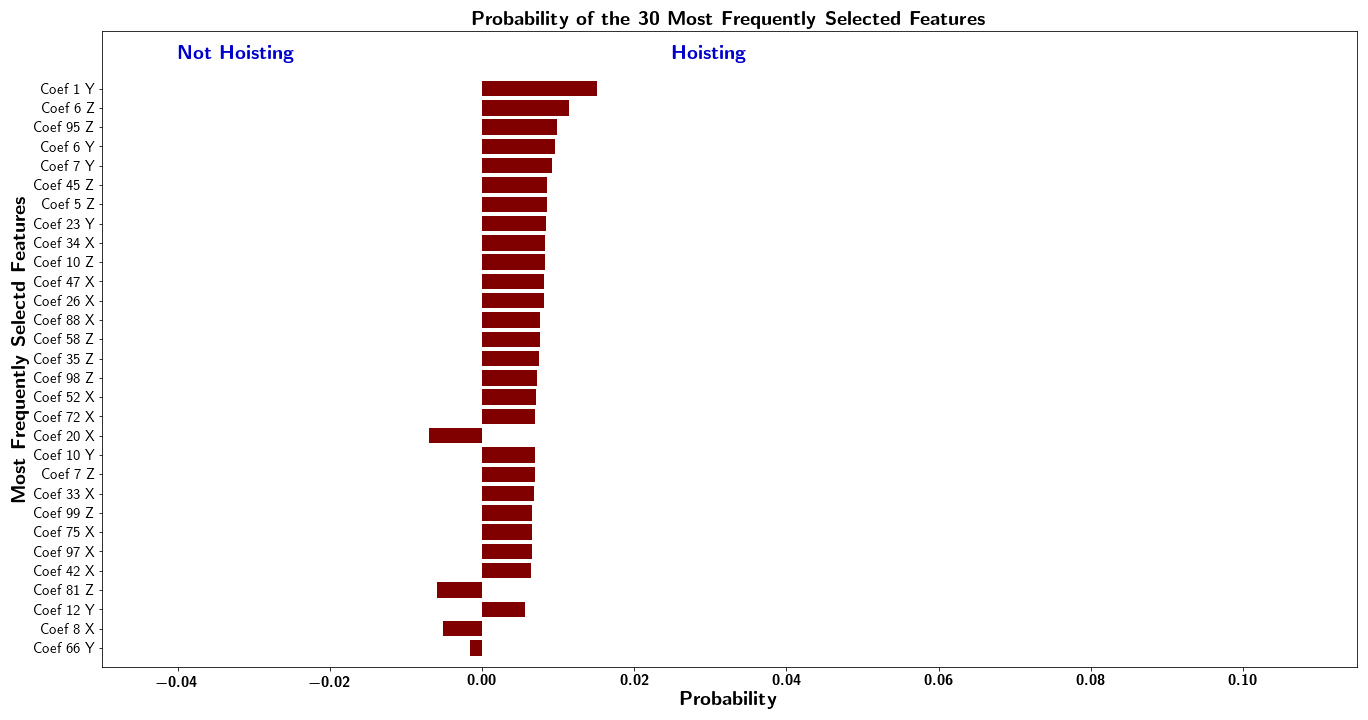 Probability of the 30 Most Frequently Selected Features
Not Hoisting
Hoisting
Most Frequently Selectd Features
Coef 1 Y
Coef 6 Z
Coef 95 Z
Coef 6 Y
Coef 7 Y
Coef 45 Z
Coef 5 Z
Coef 23 Y
Coef 34 X
Coef 10 Z
Coef 47 X
Coef 26 X
Coef 88 X
Coef 58 Z
Coef 35 Z
Coef 98 Z
Coef 52 X
Coef 72 X
Coef 20 X
Coef 10 Y
Coef 7 Z
Coef 33 X
Coef 99 Z
Coef 75 X
Coef 97 X
Coef 42 X
Coef 81 Z
Coef 12 Y
Coef 8 X
Coef 66 Y
−0.04 −0.02 0.00 0.02 0.04 0.06 0.08 0.10
Probability